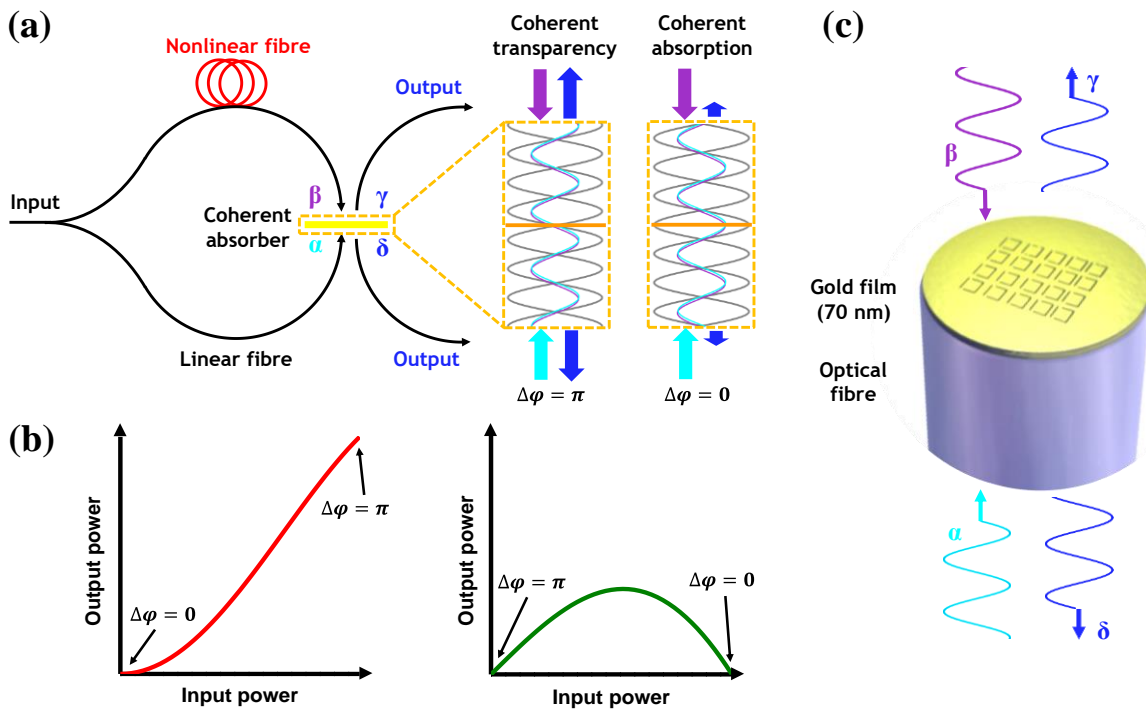 (a)
Nonlinear fibre
Input
Output
β
γ
Coherent
absorber
α
δ
Output
Linear fibre
Coherent
transparency
Coherent
absorption
Δφ = π
Δφ = 0
(b)
Output power
Δφ = 0
Δφ = π
Input power
Output power
Δφ = π
Δφ = 0
Input power
(c)
γ
β
Gold film
(70 nm)
Optical
fibre
α
δ